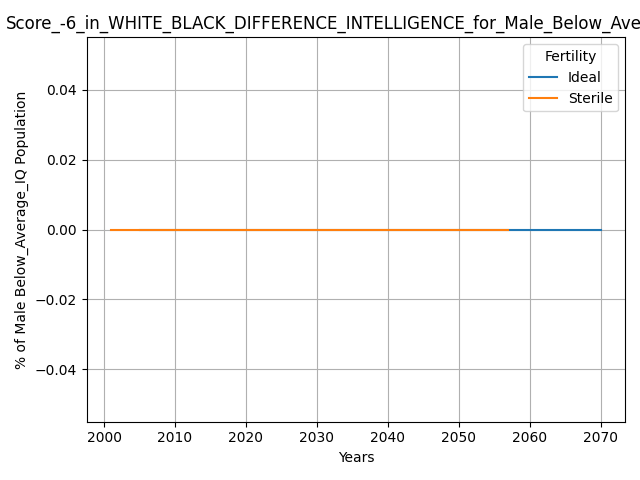 Score_-6_in_WHITE_BLACK_DIFFERENCE_INTELLIGENCE_for_Male_Below_Ave
Fertility
Ideal
Sterile
% of Male Below_Average_IQ Population
0.04
0.02
0.00
−0.02
−0.04
2000 2010 2020 2030 2040 2050 2060 2070
Years